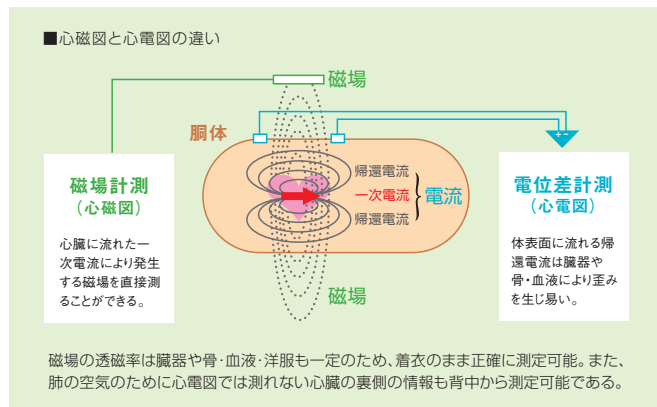 ■心磁図と心電図の違い
磁場
胴体
磁場計測
（心磁図）
心臓に流れた一
次電流により発生
する磁場を直接測
ることができる。
帰還電流
一次電流
帰還電流
電流
磁場
+ -
電位差計測
（心電図）
体表面に流れる帰
還電流は臓器や
骨・血液により歪み
を生じ易い。
磁場の透磁率は臓器や骨・血液・洋服も一定のため、着衣のまま正確に測定可能。また、
肺の空気のために心電図では測れない心臓の裏側の情報も背中から測定可能である。